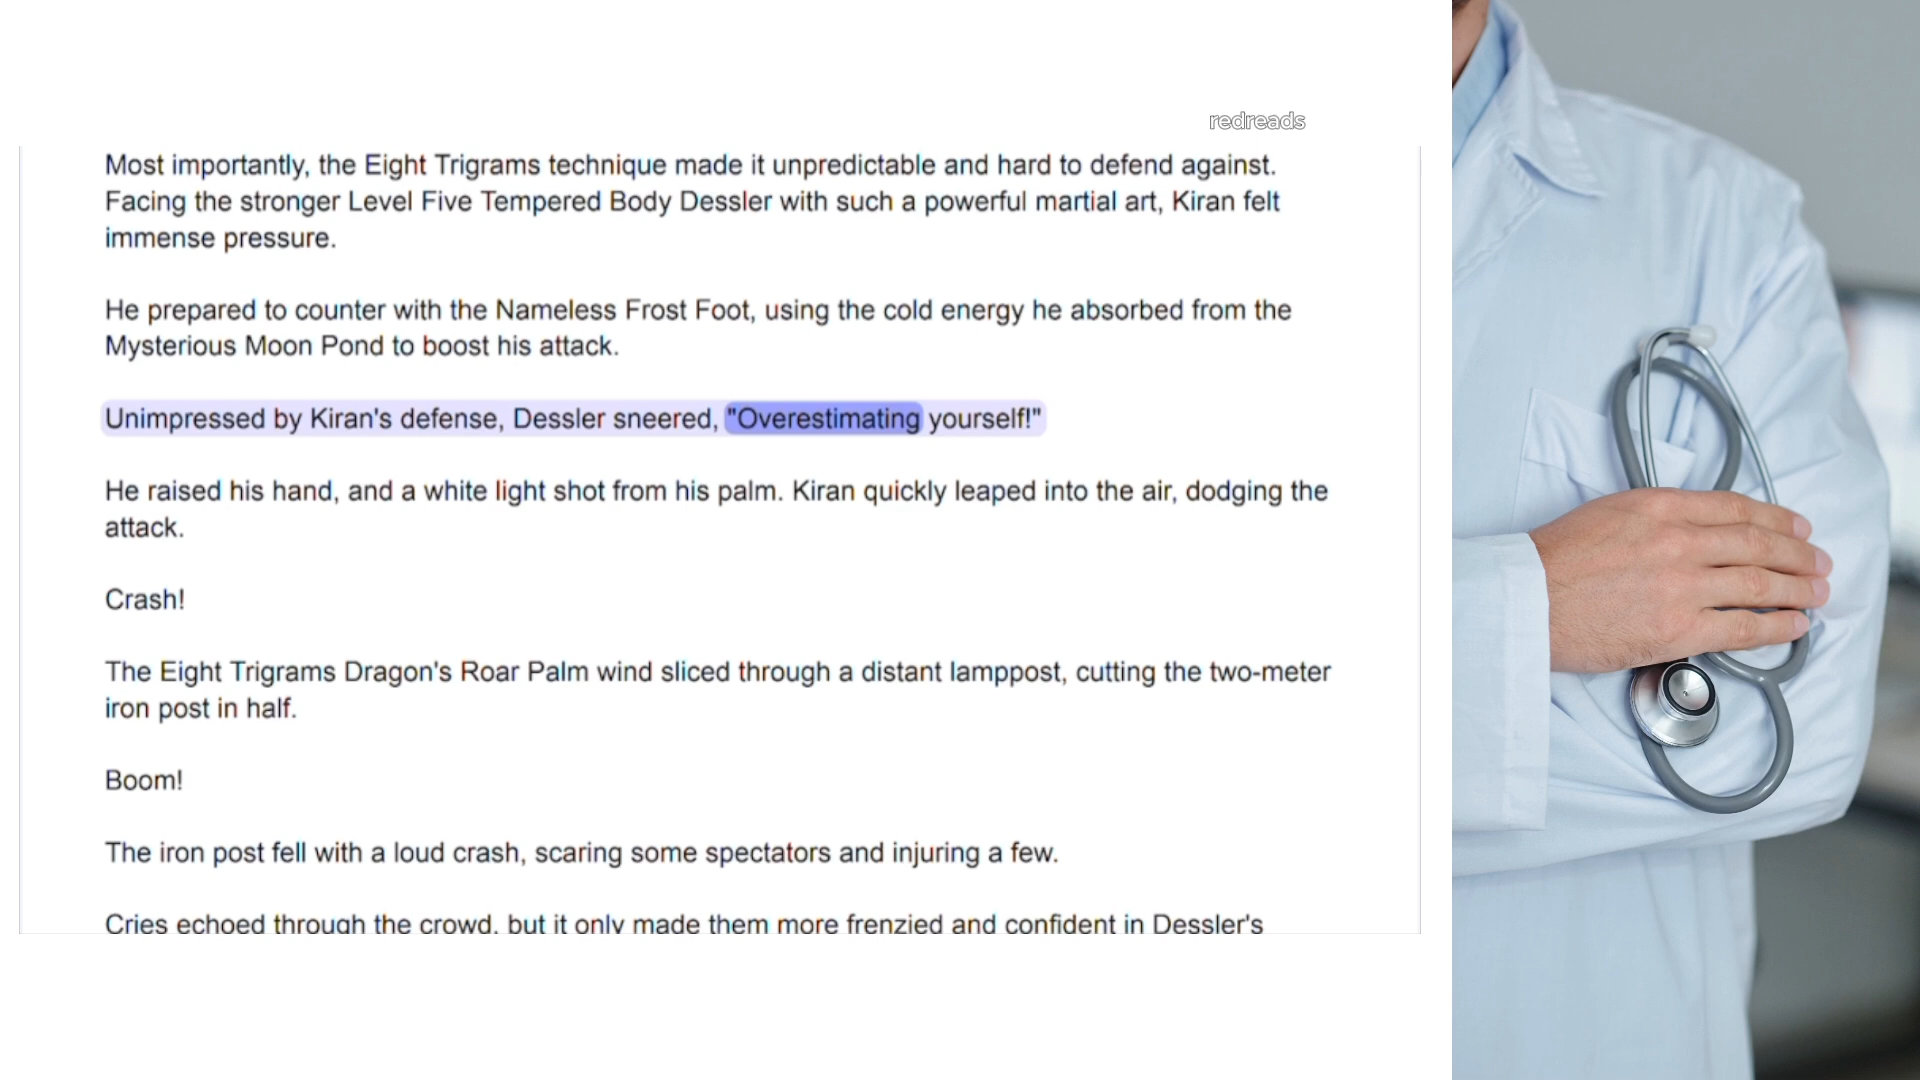 redreads
Most importantly, the Eight Trigrams technique made it unpredictable and hard to defend against.
Facing the stronger Level Five Tempered Body Dessler with such a powerful martial art, Kiran felt
immense pressure.
He prepared to counter with the Nameless Frost Foot, using the cold energy he absorbed from the
Mysterious Moon Pond to boost his attack.
Unimpressed by Kiran's defense, Dessler sneered, "Overestimating yourself!"
He raised his hand, and a white light shot from his palm. Kiran quickly leaped into the air, dodging the
attack.
Crash!
The Eight Trigrams Dragon's Roar Palm wind sliced through a distant lamppost, cutting the two-meter
iron post in half.
Boom!
The iron post fell with a loud crash, scaring some spectators and injuring a few.
Cries echoed through the crowd, but it only made them more frenzied and confident in Dessler's